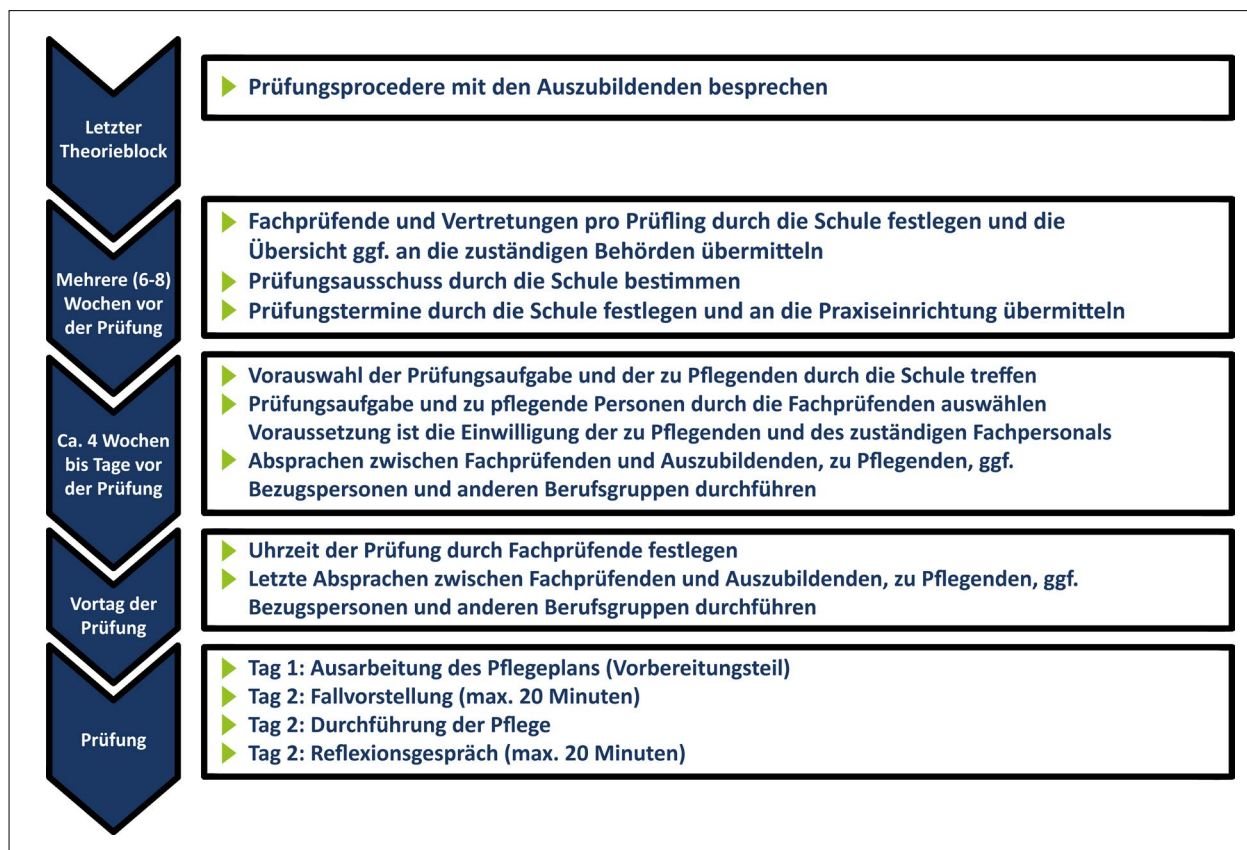 Letzter
Theorieblock
Prüfungsprocedere mit den Auszubildenden besprechen
Mehrere (6-8)
Wochen vor
der Prüfung
Fachprüfende und Vertretungen pro Prüfling durch die Schule festlegen und die
Übersicht ggf. an die zuständigen Behörden übermitteln
Prüfungsausschuss durch die Schule bestimmen
Prüfungstermine durch die Schule festlegen und an die Praxiseinrichtung übermitteln
Ca. 4 Wochen
bis Tage vor
der Prüfung
Vorauswahl der Prüfungsaufgabe und der zu Pflegenden durch die Schule treffen
Prüfungsaufgabe und zu pflegende Personen durch die Fachprüfenden auswählen
Voraussetzung ist die Einwilligung der zu Pflegenden und des zuständigen Fachpersonals
Absprachen zwischen Fachprüfenden und Auszubildenden, zu Pflegenden, ggf.
Bezugspersonen und anderen Berufsgruppen durchführen
Vortag der
Prüfung
Uhrzeit der Prüfung durch Fachprüfende festlegen
Letzte Absprachen zwischen Fachprüfenden und Auszubildenden, zu Pflegenden, ggf.
Bezugspersonen und anderen Berufsgruppen durchführen
Prüfung
Tag 1: Ausarbeitung des Pflegeplans (Vorbereitungsteil)
Tag 2: Fallvorstellung (max. 20 Minuten)
Tag 2: Durchführung der Pflege
Tag 2: Reflexionsgespräch (max. 20 Minuten)